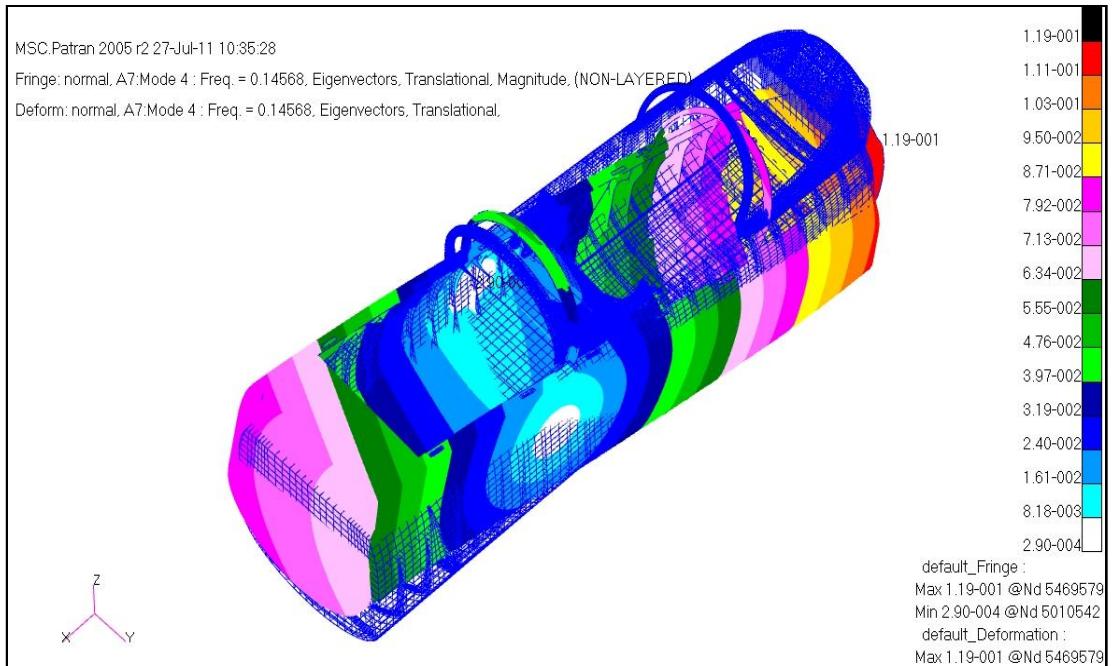 MSC.Patran 2005 r2 27-Jul-11 10:35:28
Fringe: normal, A7:Mode 4 : Freq. = 0.14568, Eigenvectors, Translational, Magnitude, (NON-LAYERED)
Deform: normal, A7:Mode 4 : Freq. = 0.14568, Eigenvectors, Translational,
1.19-001
1.19-001
1.11-001
1.03-001
9.50-002
8.71-002
7.92-002
7.13-002
6.34-002
5.55-002
4.76-002
3.97-002
3.19-002
2.40-002
1.61-002
8.18-003
2.90-004
default_Fringe :
Max 1.19-001 @Nd 5469579
Min 2.90-004 @Nd 5010542
default_Deformation :
Max 1.19-001 @Nd 5469579
Z
X
Y